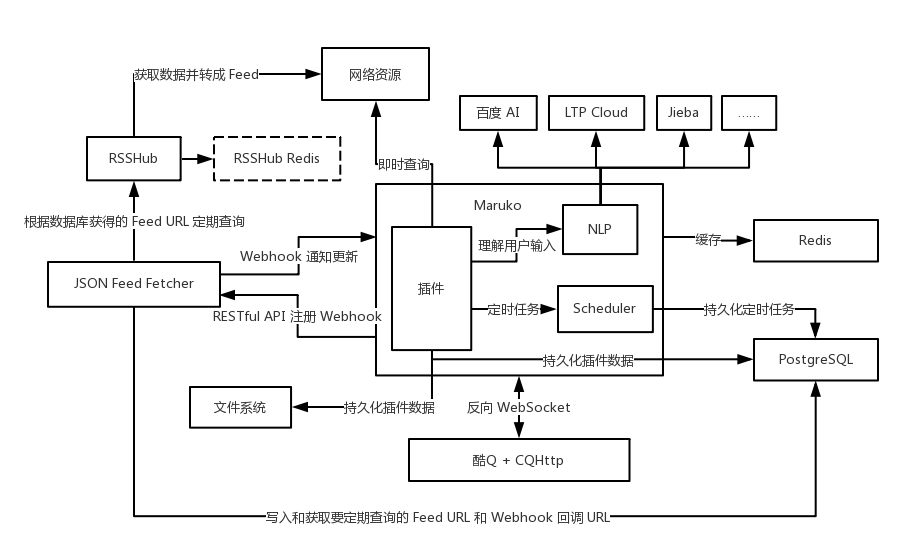 获取数据并转成 Feed
网络资源
百度 AI
LTP Cloud
Jieba
……
RSSHub
RSSHub Redis
即时查询
Maruko
根据数据库获得的 Feed URL 定期查询
NLP
理解用户输入
缓存
Redis
Webhook 通知更新
JSON Feed Fetcher
插件
定时任务
Scheduler
持久化定时任务
RESTful API 注册 Webhook
持久化插件数据
PostgreSQL
文件系统
持久化插件数据
反向 WebSocket
酷Q + CQHttp
写入和获取要定期查询的 Feed URL 和 Webhook 回调 URL